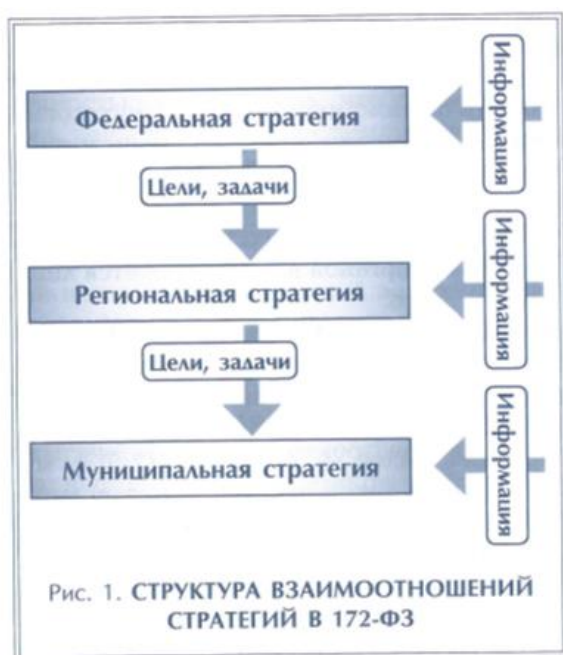 Федеральная стратегия
Информация
Цели, задачи
Региональная стратегия
Информация
Цели, задачи
Муниципальная стратегия
Информация
Рис. 1. СТРУКТУРА ВЗАИМООТНОШЕНИЙ
СТРАТЕГИЙ В 172-ФЗ